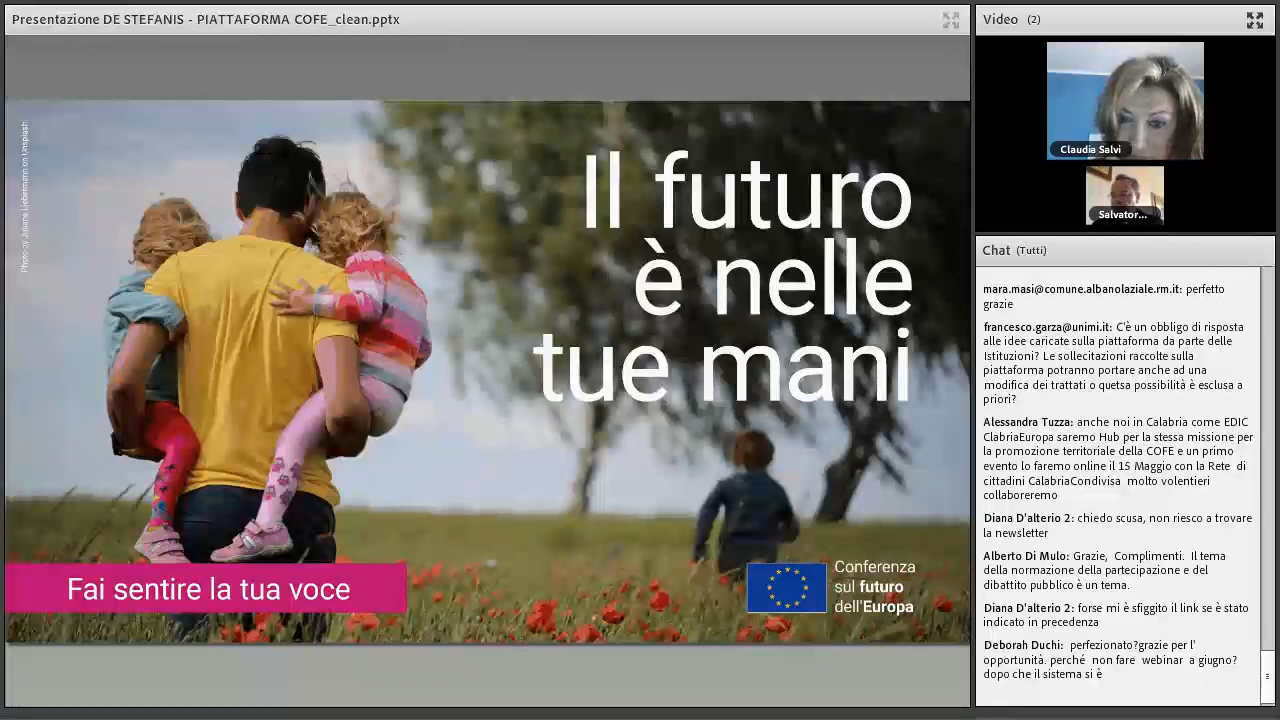 Presentazione DE STEFANIS - PIATTAFORMA COFE_clean.pptx
Photo by Juliane Liebermann on Unsplash
Il futuro
è nelle
tue mani
Fai sentire la tua voce
Conferenza
sul futuro
dell'Europa
Video (2)
Claudia Salvi
Salvator...
Chat (Tutti)
mara.masi@comune.albanolaziale.rm.it: perfetto
grazie
francesco.garza@unimi.it: C'è un obbligo di risposta
alle idee caricate sulla piattaforma da parte delle
Istituzioni? Le sollecitazioni raccolte sulla
piattaforma potranno portare anche ad una
modifica dei trattati o quetsa possibilità è esclusa a
priori?
Alessandra Tuzza: anche noi in Calabria come EDIC
ClabriaEuropa saremo Hub per la stessa missione per
la promozione territoriale della COFE e un primo
evento lo faremo online il 15 Maggio con la Rete di
cittadini CalabriaCondivisa molto volentieri
collaboreremo
Diana D'alterio 2: chiedo scusa, non riesco a trovare
la newsletter
Alberto Di Mulo: Grazie, Complimenti. Il tema
della normazione della partecipazione e del
dibattito pubblico è un tema.
Diana D'alterio 2: forse mi è sfiggito il link se è stato
indicato in precedenza
Deborah Duchi: perfezionato?grazie per l'
opportunità. perché non fare webinar a giugno?
dopo che il sistema si è